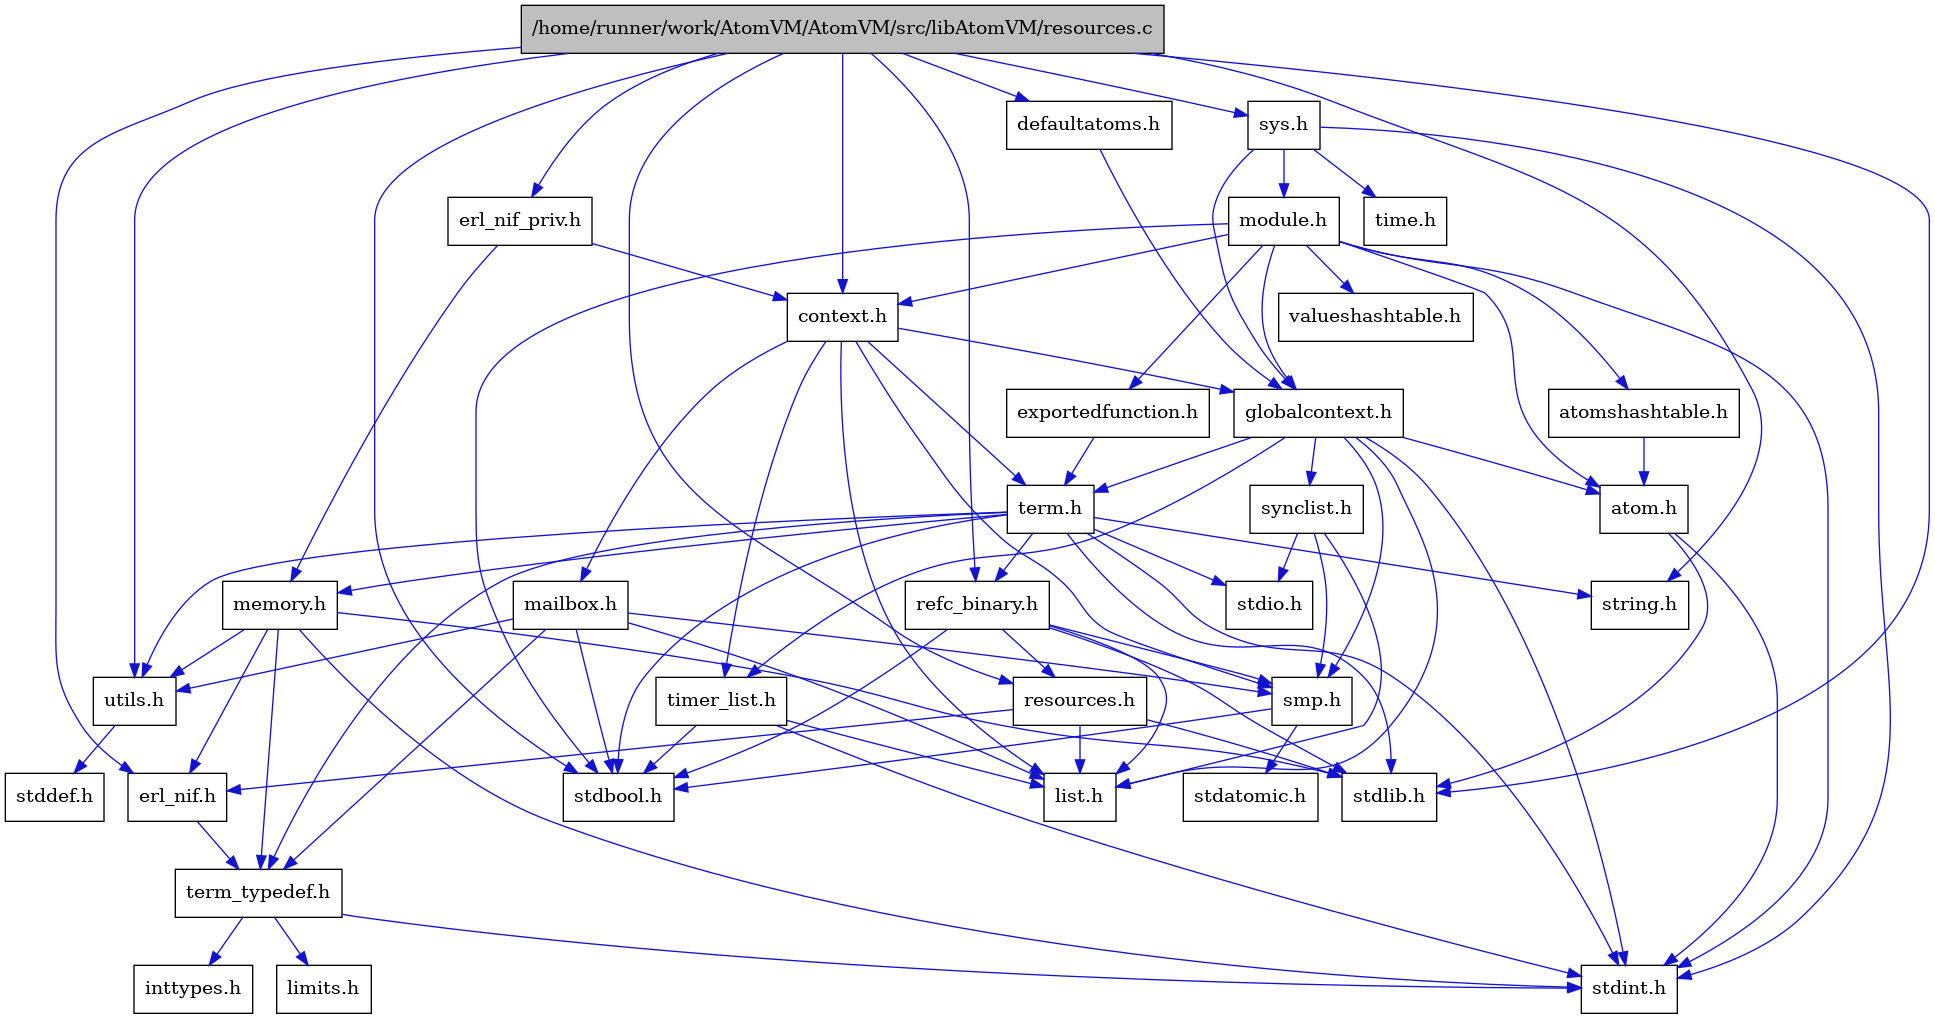 /home/runner/work/AtomVM/AtomVM/src/libAtomVM/resources.c
defaultatoms.h
sys.h
erl_nif_priv.h
module.h
time.h
context.h
valueshashtable.h
exportedfunction.h
globalcontext.h
atomshashtable.h
term.h
synclist.h
atom.h
memory.h
mailbox.h
refc_binary.h
stdio.h
string.h
utils.h
timer_list.h
resources.h
smp.h
stddef.h
erl_nif.h
stdbool.h
list.h
stdatomic.h
stdlib.h
term_typedef.h
inttypes.h
limits.h
stdint.h